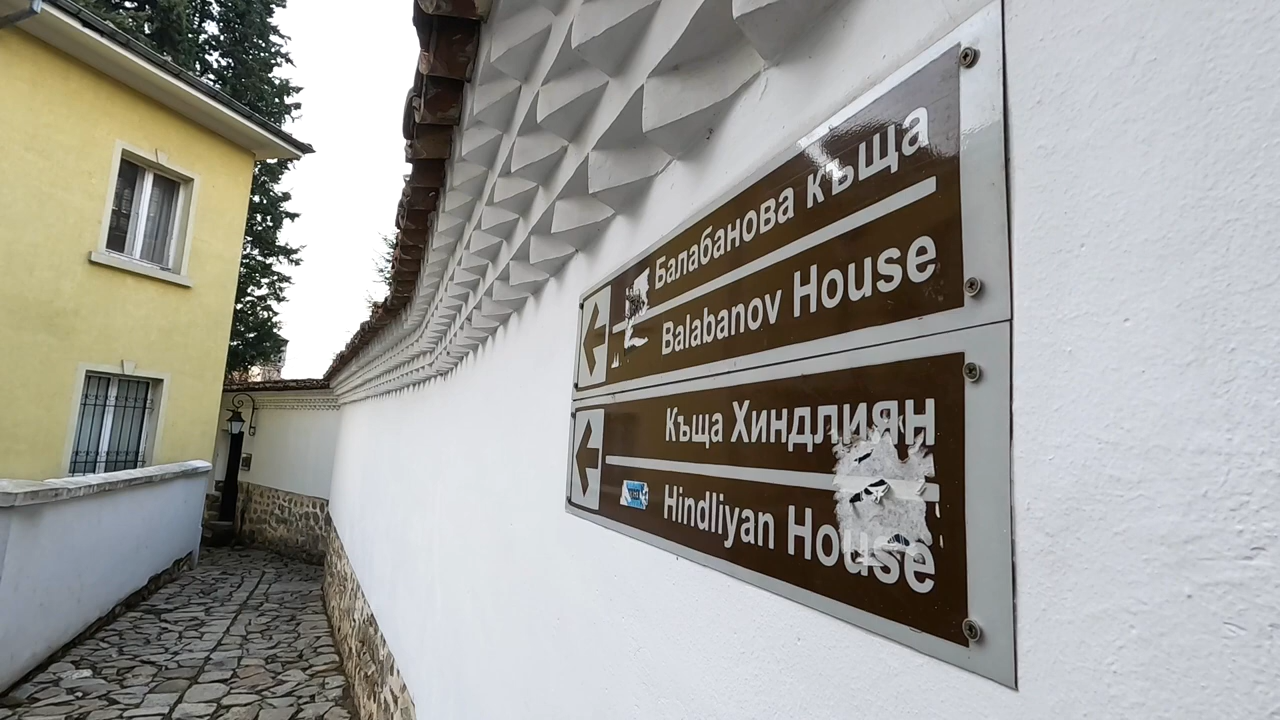 Балабанова къща
Balabanov House
Къща Хиндлиян
Hindliyan House